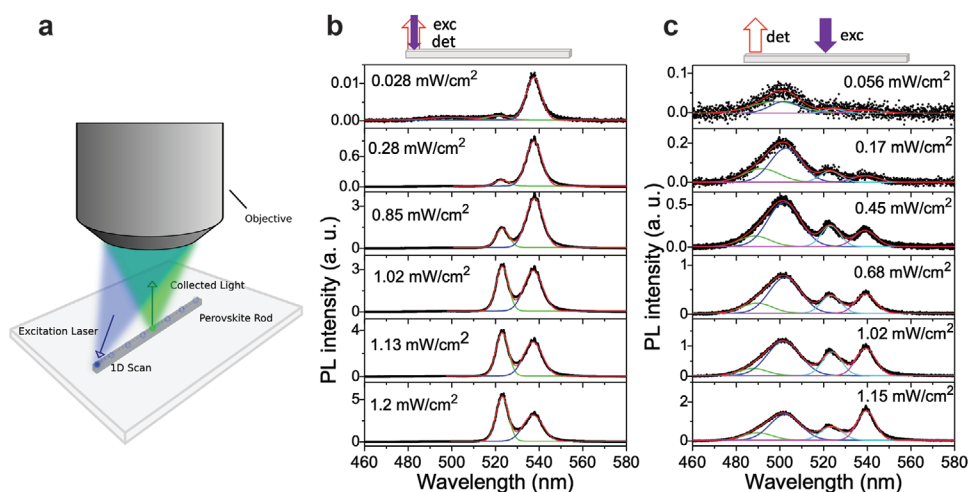 a
Objective
Collected Light
Excitation Laser
Perovskite Rod
1D Scan
b
exc
det
0.028 mW/cm²
0.01
0.00
0.28 mW/cm²
0.6
0.0
0.85 mW/cm²
3
0
1.02 mW/cm²
3
0
1.13 mW/cm²
4
0
1.2 mW/cm²
5
0
PL intensity (a. u.)
460 480 500 520 540 560 580
Wavelength (nm)
c
det
exc
0.056 mW/cm²
0.1
0.0
0.17 mW/cm²
0.2
0.0
0.45 mW/cm²
0.5
0.0
0.68 mW/cm²
1
0
1.02 mW/cm²
1
0
1.15 mW/cm²
2
0
PL intensity (a. u.)
460 480 500 520 540 560 580
Wavelength (nm)